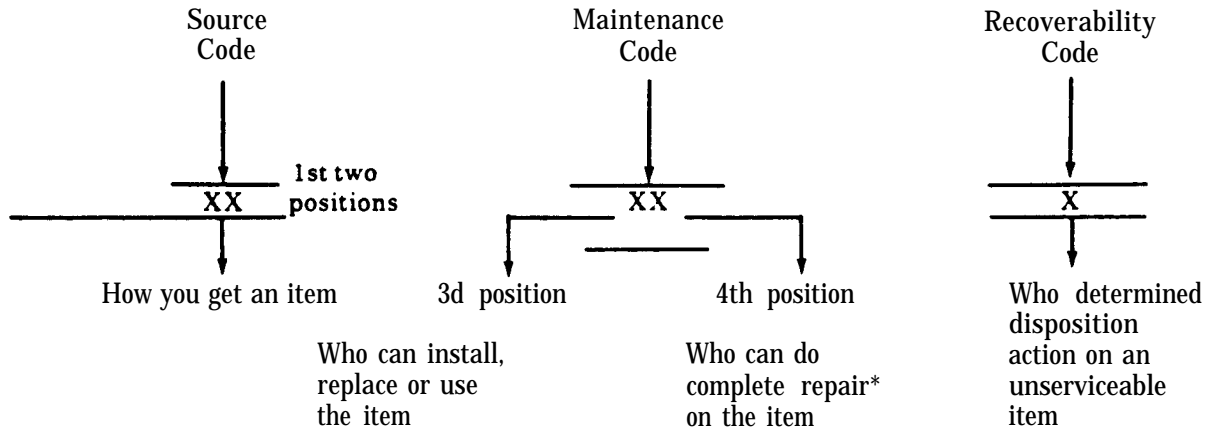 Source
Code
Maintenance
Code
Recoverability
Code
1st two
positions
XX
XX
X
How you get an item
3d position
4th position
Who can install,
replace or use
the item
Who can do
complete repair*
on the item
Who determined
disposition
action on an
unserviceable
item